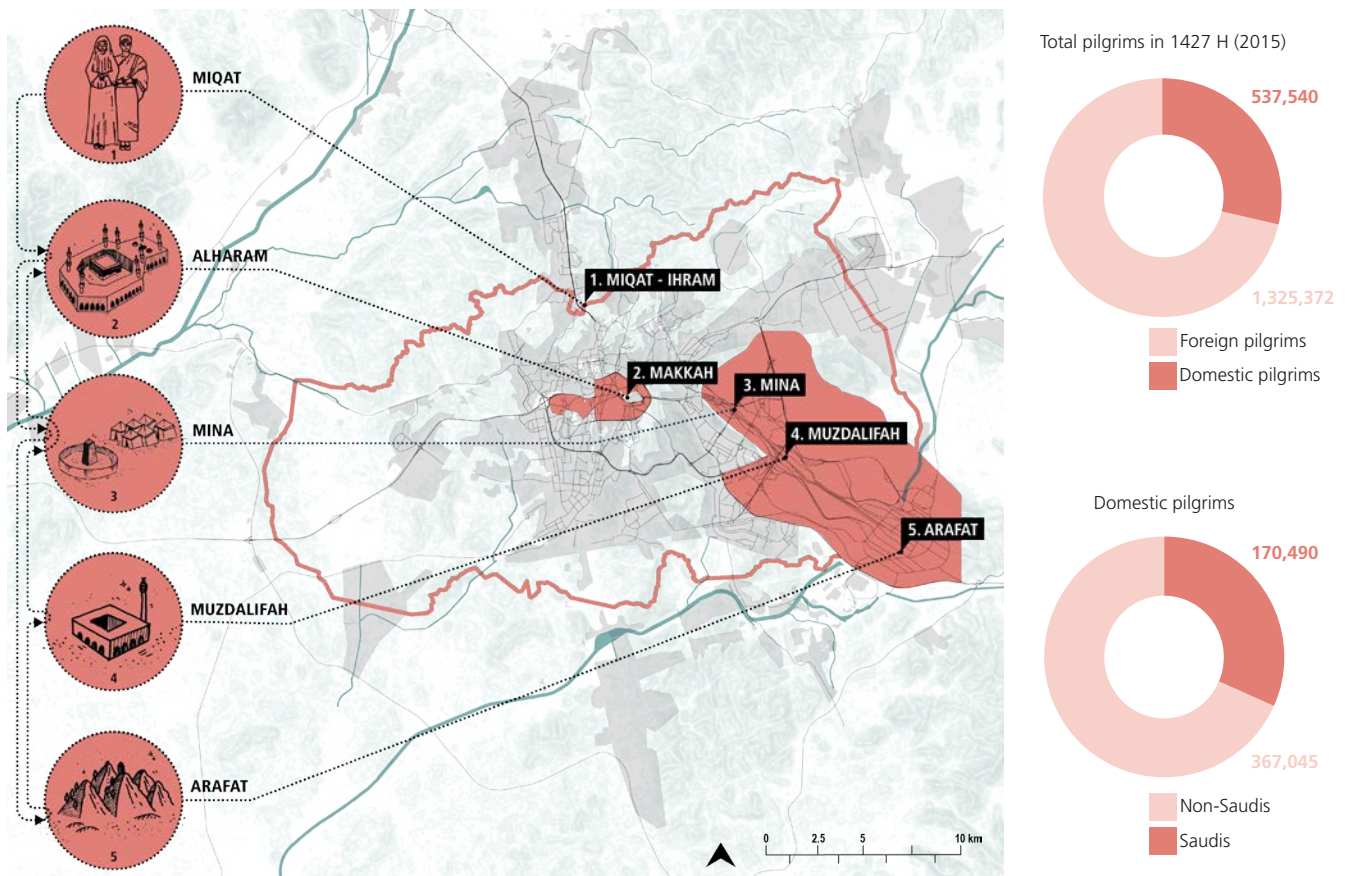 MIQAT
1
ALHARAM
2
MINA
3
MUZDALIFAH
4
ARAFAT
5
1. MIQAT - IHRAM
2. MAKKAH
3. MINA
4. MUZDALIFAH
5. ARAFAT
0 2.5 5 10 km
Total pilgrims in 1427 H (2015)
537,540
1,325,372
Foreign pilgrims
Domestic pilgrims
Domestic pilgrims
170,490
367,045
Non-Saudis
Saudis